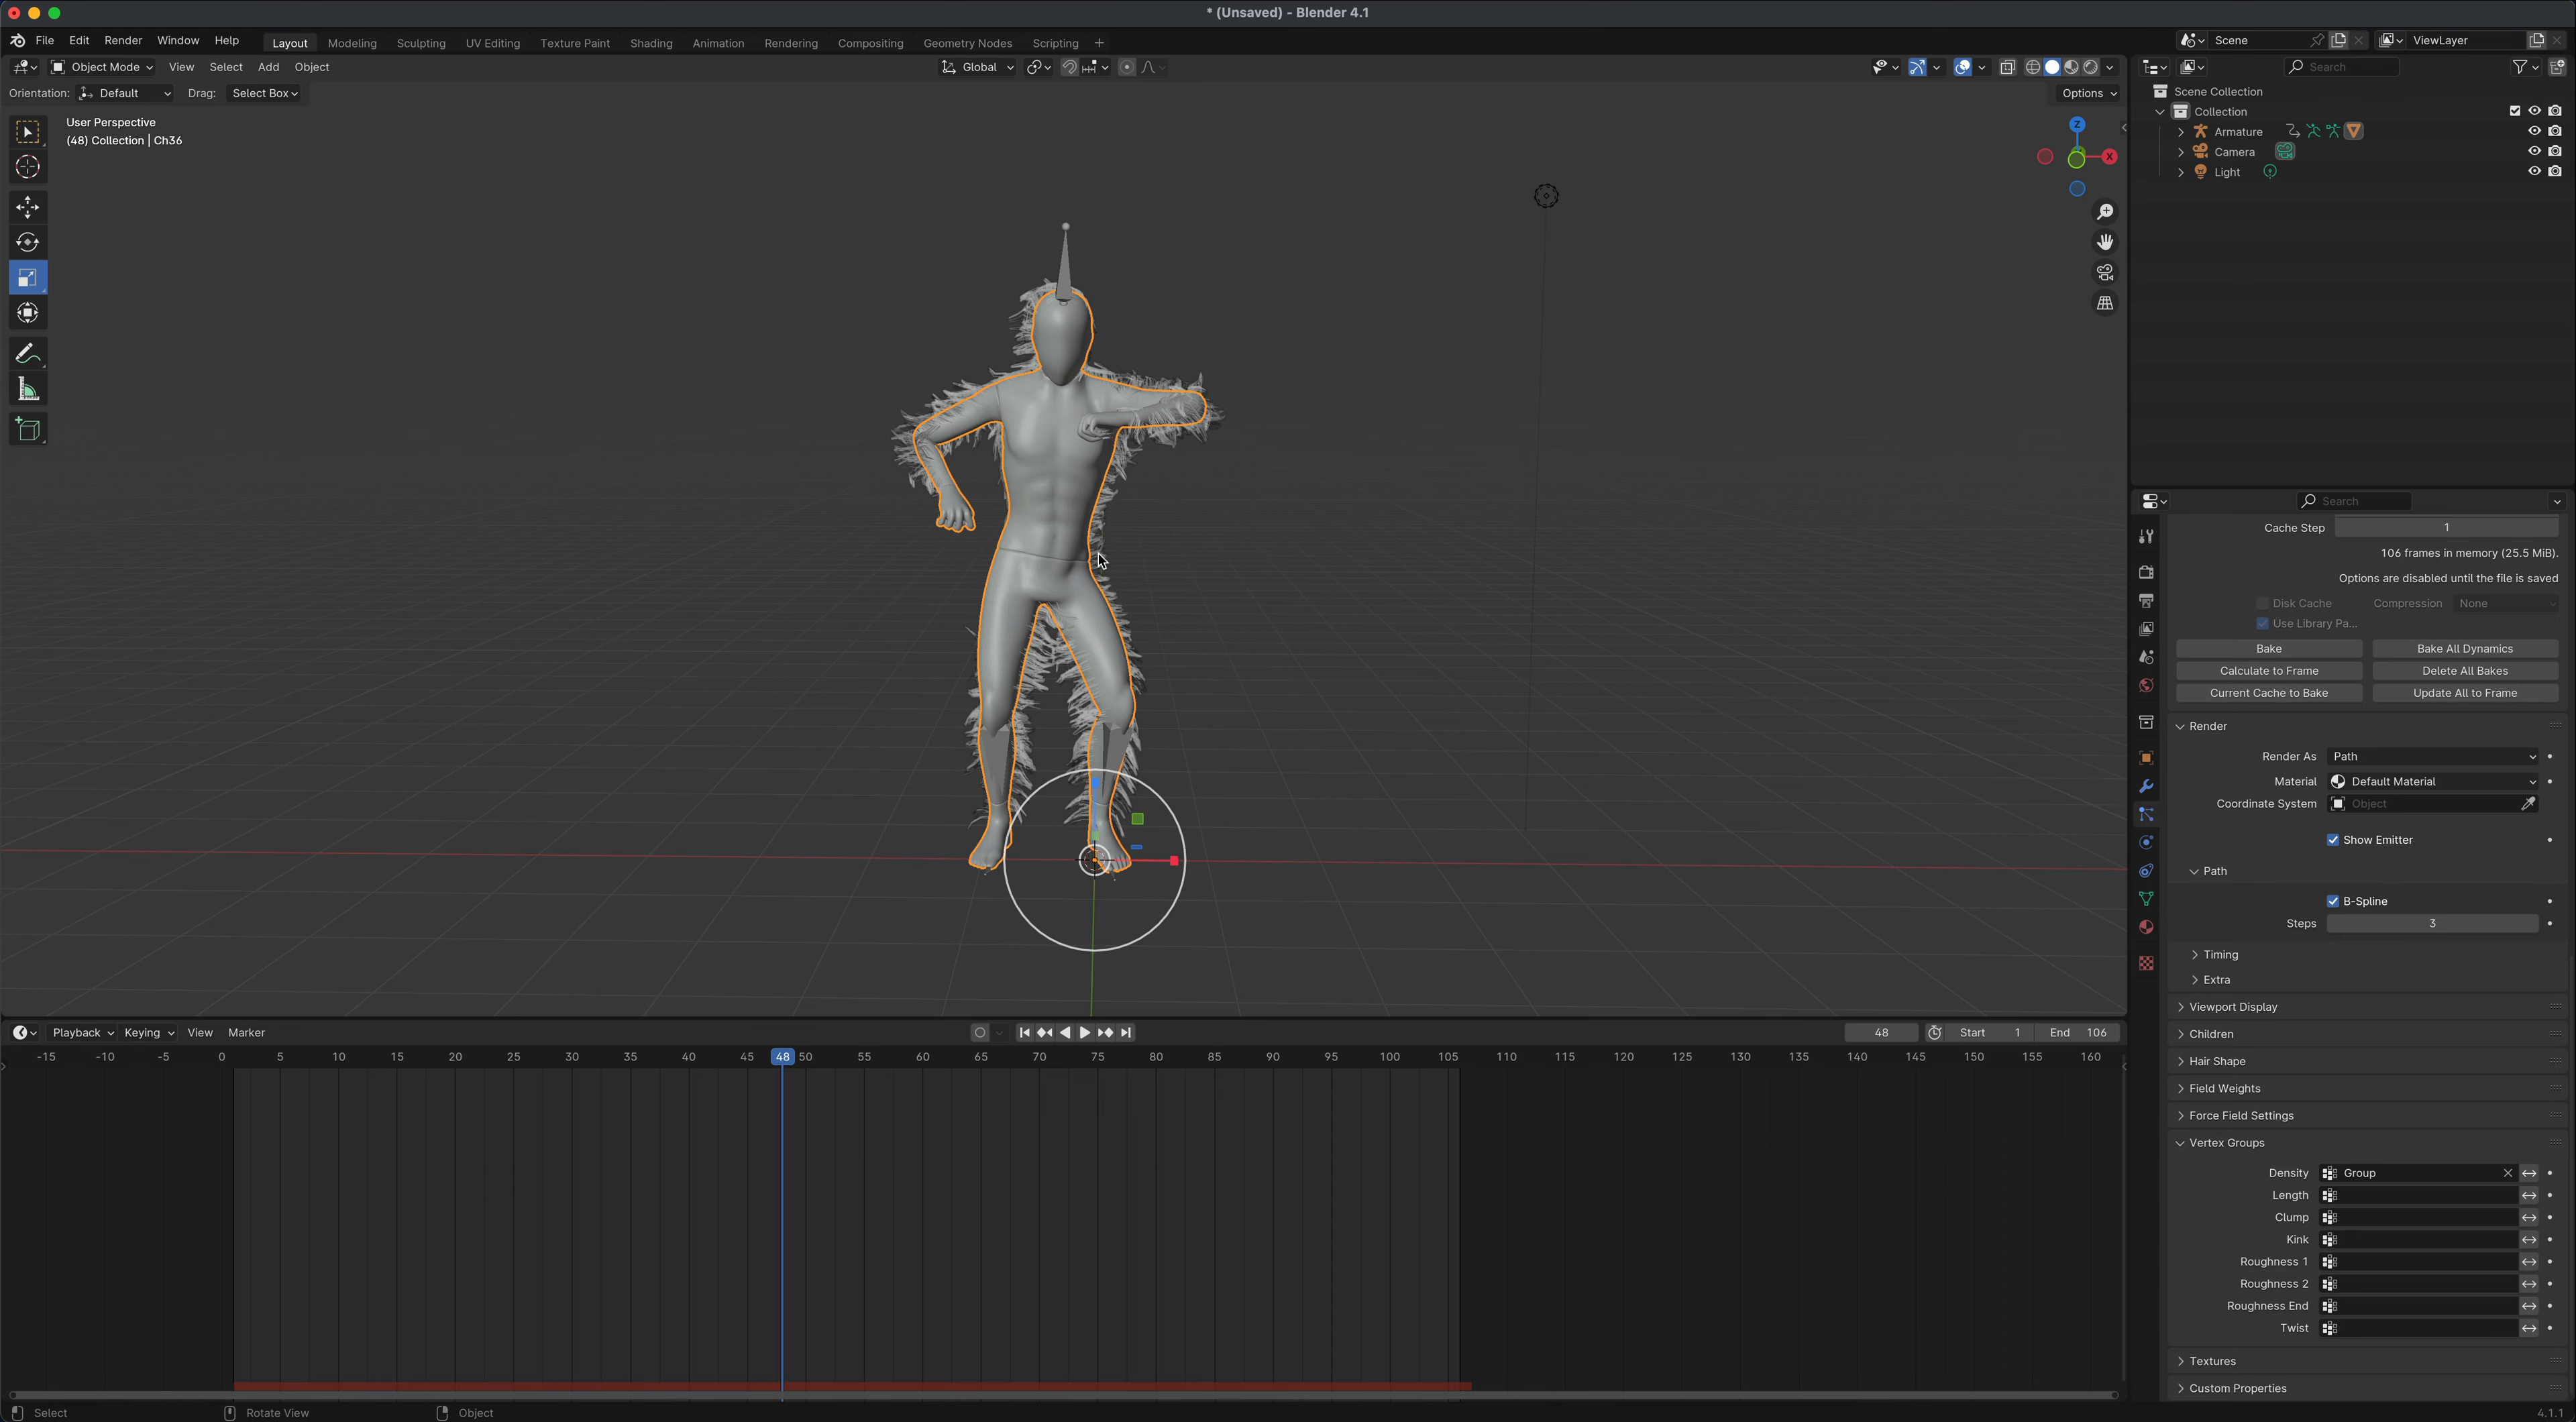 * (Unsaved) - Blender 4.1
File Edit Render Window Help Layout Modeling Sculpting UV Editing Texture Paint Shading Animation Rendering Compositing Geometry Nodes Scripting + Scene ViewLayer
Object Mode View Select Add Object Global
Orientation: Default Drag: Select Box Options
User Perspective
(48) Collection | Ch36
Z
X
Search
Scene Collection
Collection
Armature
Camera
Light
Search
Cache Step 1
106 frames in memory (25.5 MiB).
Options are disabled until the file is saved
Disk Cache Compression None
Use Library Pa...
Bake Bake All Dynamics
Calculate to Frame Delete All Bakes
Current Cache to Bake Update All to Frame
Render
Render As Path
Material Default Material
Coordinate System Object
Show Emitter
Path
B-Spline
Steps 3
Timing
Extra
Viewport Display
Children
Hair Shape
Field Weights
Force Field Settings
Vertex Groups
Density Group
Length
Clump
Kink
Roughness 1
Roughness 2
Roughness End
Twist
Textures
Custom Properties
Playback Keying View Marker 48 Start 1 End 106
-15 -10 -5 0 5 10 15 20 25 30 35 40 45 48 50 55 60 65 70 75 80 85 90 95 100 105 110 115 120 125 130 135 140 145 150 155 160
Select Rotate View Object 4.1.1